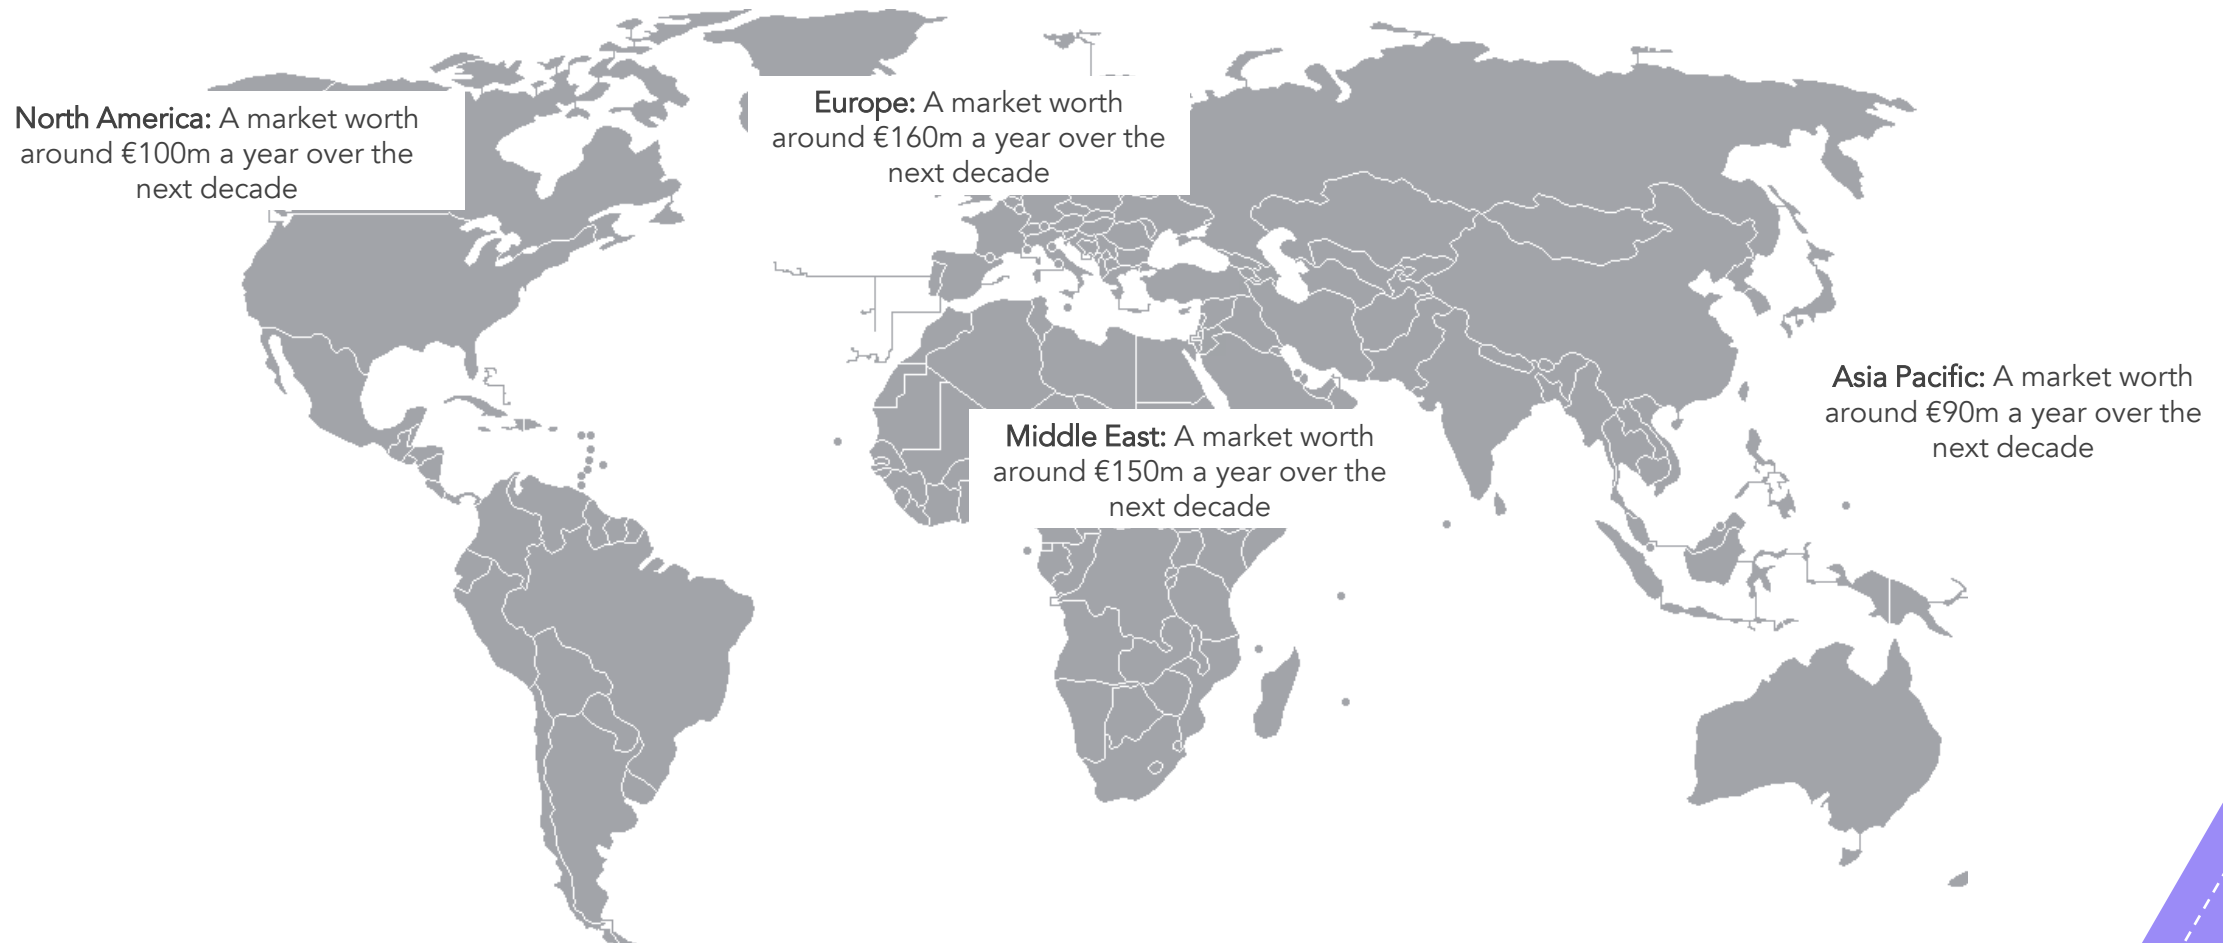 North America: A market worth
around €100m a year over the
next decade
Europe: A market worth
around €160m a year over the
next decade
Middle East: A market worth
around €150m a year over the
next decade
Asia Pacific: A market worth
around €90m a year over the
next decade